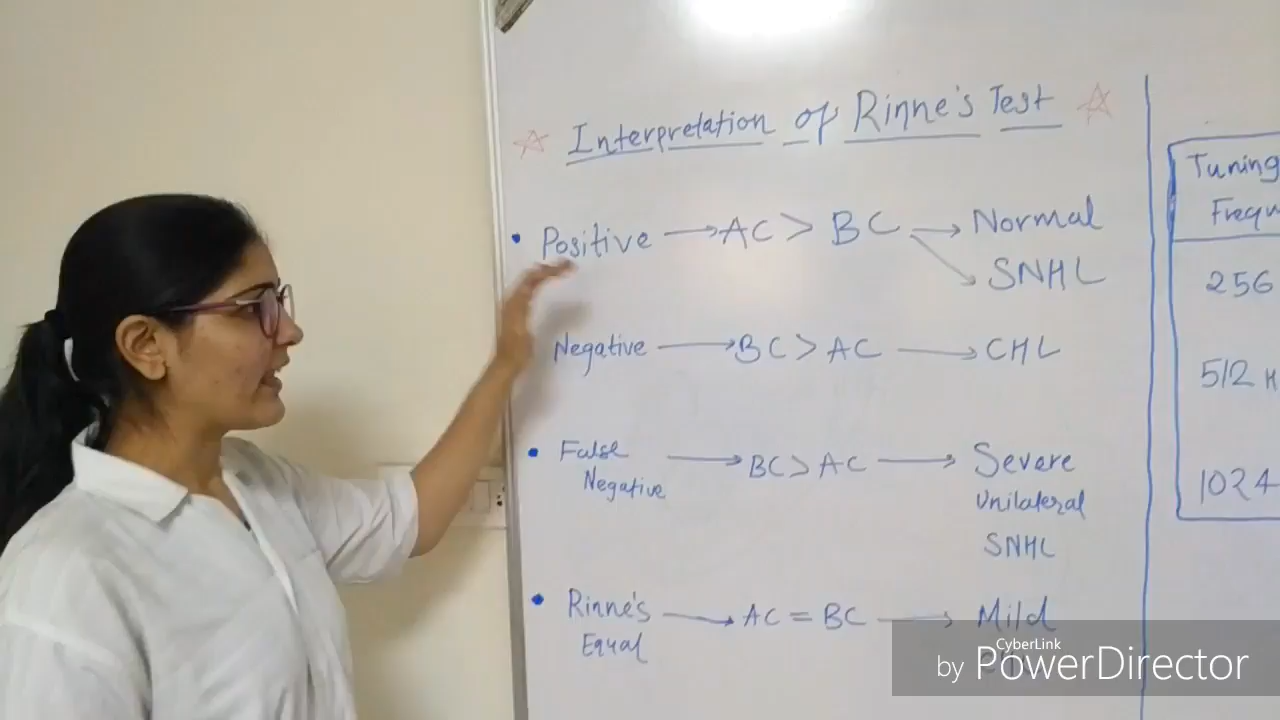 Interpretation of Rinne's Test
• Positive → AC > BC → Normal
→ SNHL
Negative → BC > AC → CHL
• False Negative → BC > AC → Severe Unilateral SNHL
• Rinne's Equal → AC = BC → Mild
Tuning
Frequ
256
512 H
1024
CyberLink
by PowerDirector